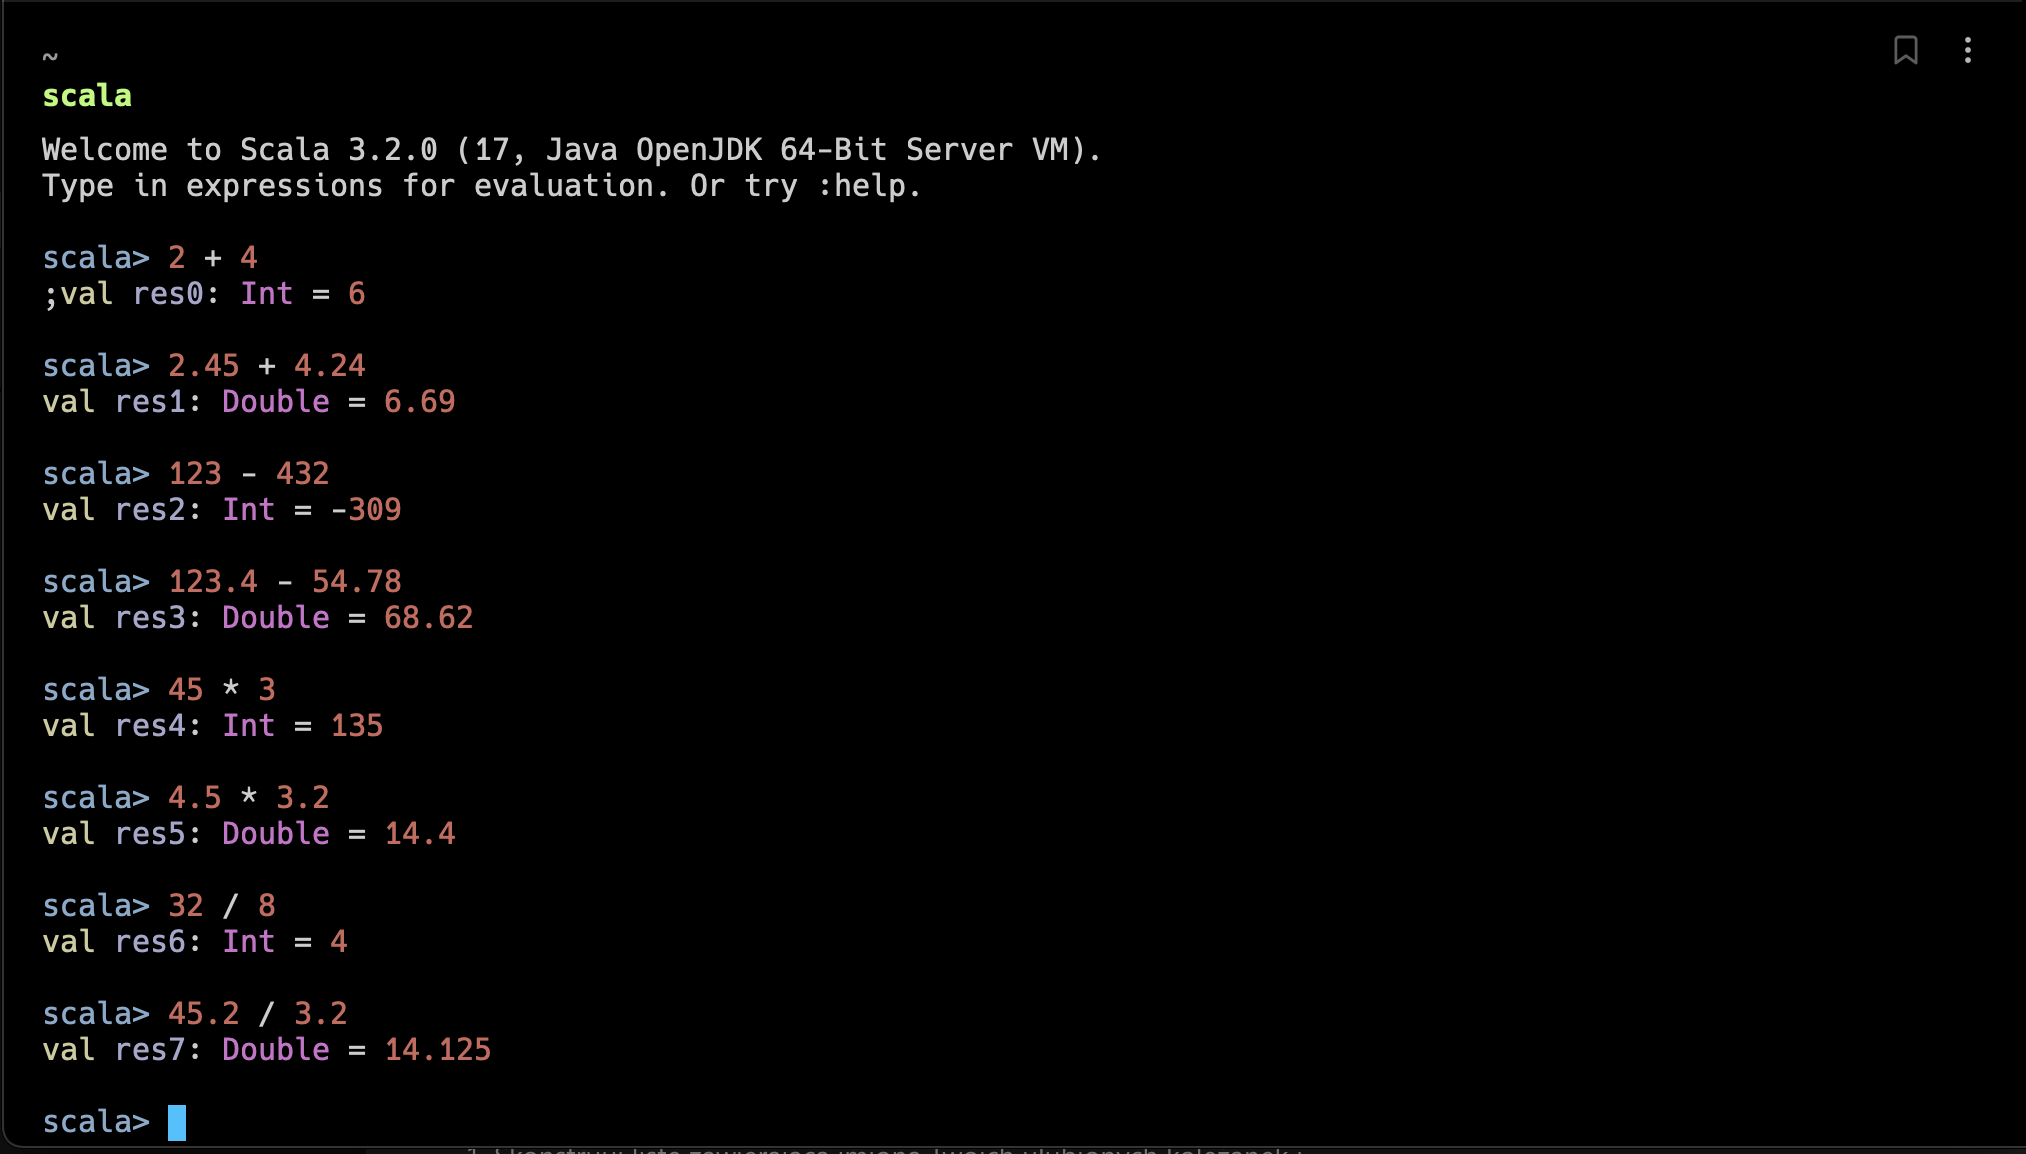 ~
scala
Welcome to Scala 3.2.0 (17, Java OpenJDK 64-Bit Server VM).
Type in expressions for evaluation. Or try :help.
scala> 2 + 4
;val res0: Int = 6
scala> 2.45 + 4.24
val res1: Double = 6.69
scala> 123 - 432
val res2: Int = -309
scala> 123.4 - 54.78
val res3: Double = 68.62
scala> 45 * 3
val res4: Int = 135
scala> 4.5 * 3.2
val res5: Double = 14.4
scala> 32 / 8
val res6: Int = 4
scala> 45.2 / 3.2
val res7: Double = 14.125
scala>